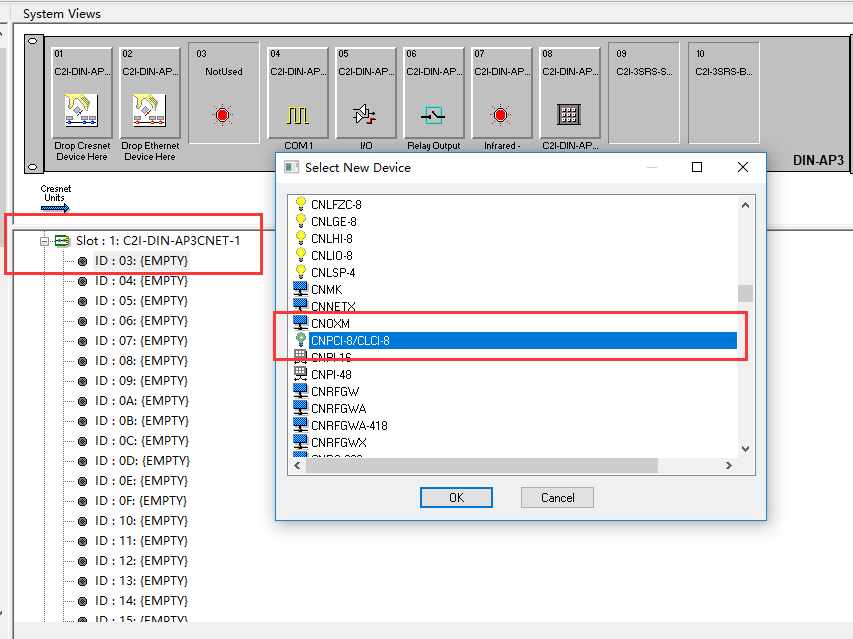 System Views
01
C2I-DIN-AP...
Drop Cresnet
Device Here
02
C2I-DIN-AP...
Drop Ethernet
Device Here
03
NotUsed
04
C2I-DIN-AP...
COM 1
05
C2I-DIN-AP...
I/O
06
C2I-DIN-AP...
Relay Output
07
C2I-DIN-AP...
Infrared -
08
C2I-DIN-AP...
C2I-DIN-AP...
09
C2I-3SRS-S...
10
C2I-3SRS-B...
DIN-AP3
Cresnet
Units
Slot : 1: C2I-DIN-AP3CNET-1
ID : 03: {EMPTY}
ID : 04: {EMPTY}
ID : 05: {EMPTY}
ID : 06: {EMPTY}
ID : 07: {EMPTY}
ID : 08: {EMPTY}
ID : 09: {EMPTY}
ID : 0A: {EMPTY}
ID : 0B: {EMPTY}
ID : 0C: {EMPTY}
ID : 0D: {EMPTY}
ID : 0E: {EMPTY}
ID : 0F: {EMPTY}
ID : 10: {EMPTY}
ID : 11: {EMPTY}
ID : 12: {EMPTY}
ID : 13: {EMPTY}
ID : 14: {EMPTY}
ID : 15: {EMPTY}
Select New Device
CNLFZC-8
CNLGE-8
CNLHI-8
CNLIO-8
CNLSP-4
CNMK
CNNETX
CNOXM
CNPCI-8/CLCI-8
CNPI-16
CNPI-48
CNRFGW
CNRFGWA
CNRFGWA-418
CNRFGWX
OK
Cancel